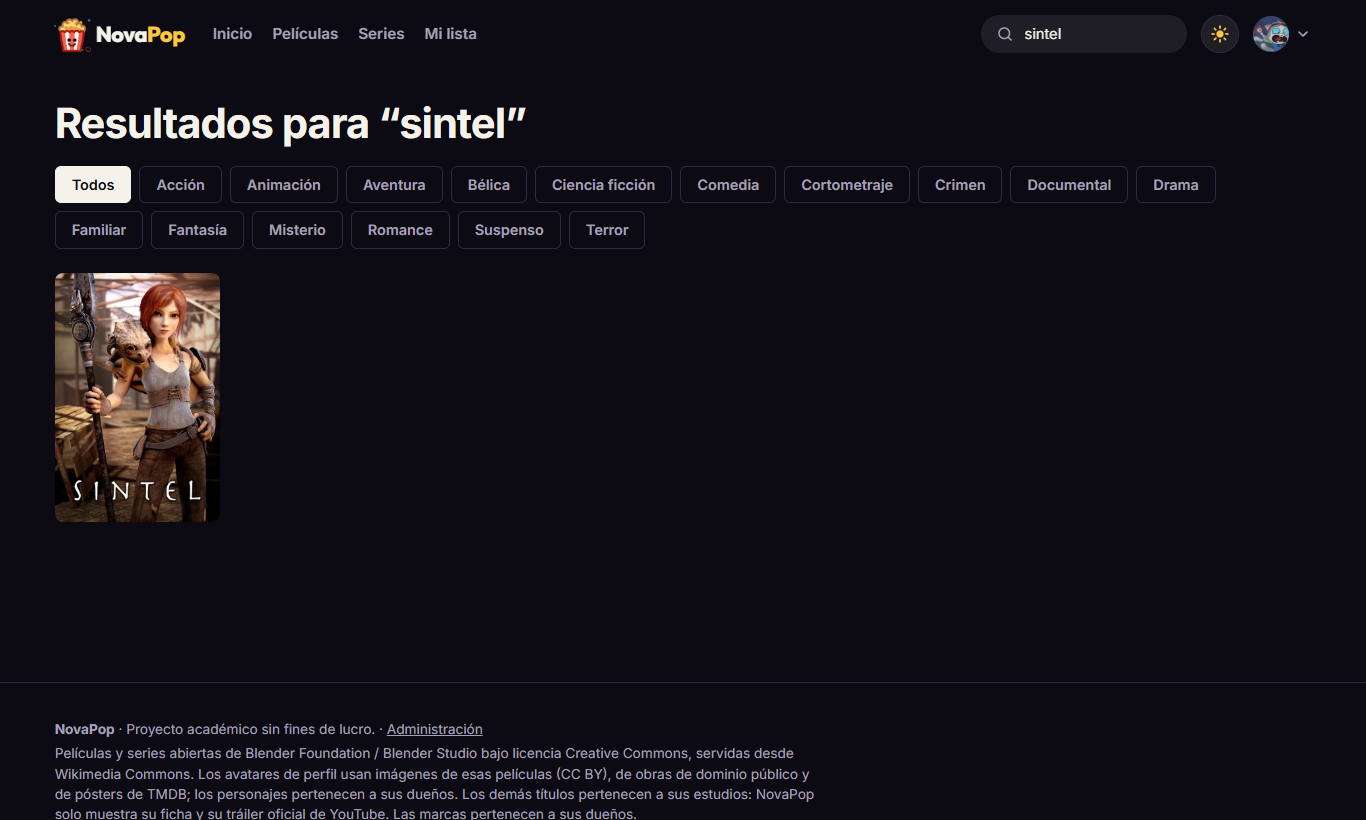 NovaPop
Inicio Películas Series Mi lista
sintel
Resultados para “sintel”
Todos Acción Animación Aventura Bélica Ciencia ficción Comedia Cortometraje Crimen Documental Drama
Familiar Fantasía Misterio Romance Suspenso Terror
SINTEL
NovaPop · Proyecto académico sin fines de lucro. · Administración
Películas y series abiertas de Blender Foundation / Blender Studio bajo licencia Creative Commons, servidas desde
Wikimedia Commons. Los avatares de perfil usan imágenes de esas películas (CC BY), de obras de dominio público y
de pósters de TMDB; los personajes pertenecen a sus dueños. Los demás títulos pertenecen a sus estudios: NovaPop
solo muestra su ficha y su tráiler oficial de YouTube. Las marcas pertenecen a sus dueños.